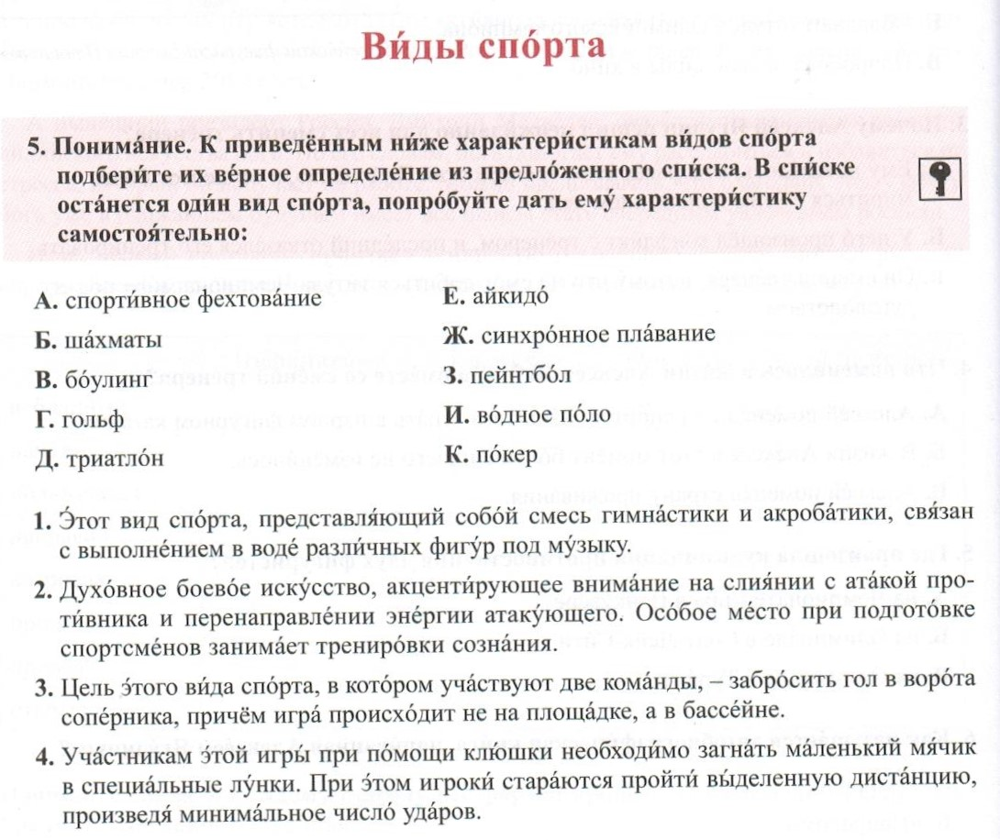 Ви́ды спо́рта
5. Понима́ние. К приведённым ни́же характери́стикам ви́дов спо́рта
подбери́те их ве́рное определе́ние из предло́женного спи́ска. В спи́ске
оста́нется оди́н вид спо́рта, попро́буйте дать ему́ характери́стику
самостоя́тельно:
А. спорти́вное фехтова́ние
Б. ша́хматы
В. бо́улинг
Г. гольф
Д. триатло́н
Е. айкидо́
Ж. синхро́нное пла́вание
З. пейнтбо́л
И. во́дное по́ло
К. по́кер
1. Э́тот вид спо́рта, представля́ющий собо́й смесь гимна́стики и акроба́тики, свя́зан
с выполне́нием в воде́ разли́чных фигу́р под му́зыку.
2. Духо́вное боево́е иску́сство, акценти́рующее внима́ние на слия́нии с ата́кой про-
ти́вника и перенаправле́нии эне́ргии атаку́ющего. Осо́бое ме́сто при подгото́вке
спортсме́нов занима́ет трениро́вки созна́ния.
3. Цель э́того ви́да спо́рта, в кото́ром уча́ствуют две кома́нды, – забро́сить гол в воро́та
сопе́рника, причём игра́ происхо́дит не на площа́дке, а в бассе́йне.
4. Уча́стникам э́той игры́ при по́мощи клю́шки необходи́мо загна́ть ма́ленький мя́чик
в специа́льные лу́нки. При э́том игроки́ стара́ются пройти́ вы́деленную диста́нцию,
произведя́ минима́льное число́ уда́ров.